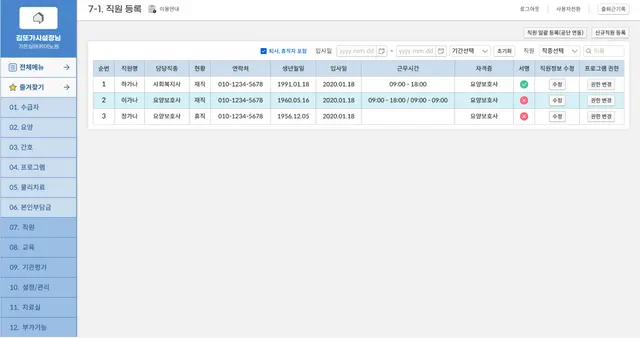 김또가시설장님
7-1. 직원 등록
이용안내
로그아웃
사용자전환
출퇴근기록
직원 일괄 등록(공단 연동)
신규직원 등록
퇴사, 휴직자 포함
입사일
yyyy.mm.dd
~
yyyy.mm.dd
기간선택
초기화
직원
직종선택
이름
전체메뉴
즐겨찾기
01. 수급자
02. 요양
03. 간호
04. 프로그램
05. 물리치료
06. 본인부담금
07. 직원
08. 교육
09. 기관평가
10. 설정/관리
11. 자료실
12. 부가기능
순번 직원명 담당직종 현황 연락처 생년월일 입사일 근무시간 자격증 서명 직원정보 수정 프로그램 권한
1 하가나 사회복지사 재직 010-1234-5678 1991.01.18 2020.01.18 09:00 - 18:00 요양보호사 수정 권한 변경
2 이가나 요양보호사 재직 010-1234-5678 1960.05.16 2020.01.18 09:00 - 18:00 / 09:00 - 09:00 요양보호사 수정 권한 변경
3 장가나 요양보호사 휴직 010-1234-5678 1956.12.05 2020.01.18 요양보호사 수정 권한 변경